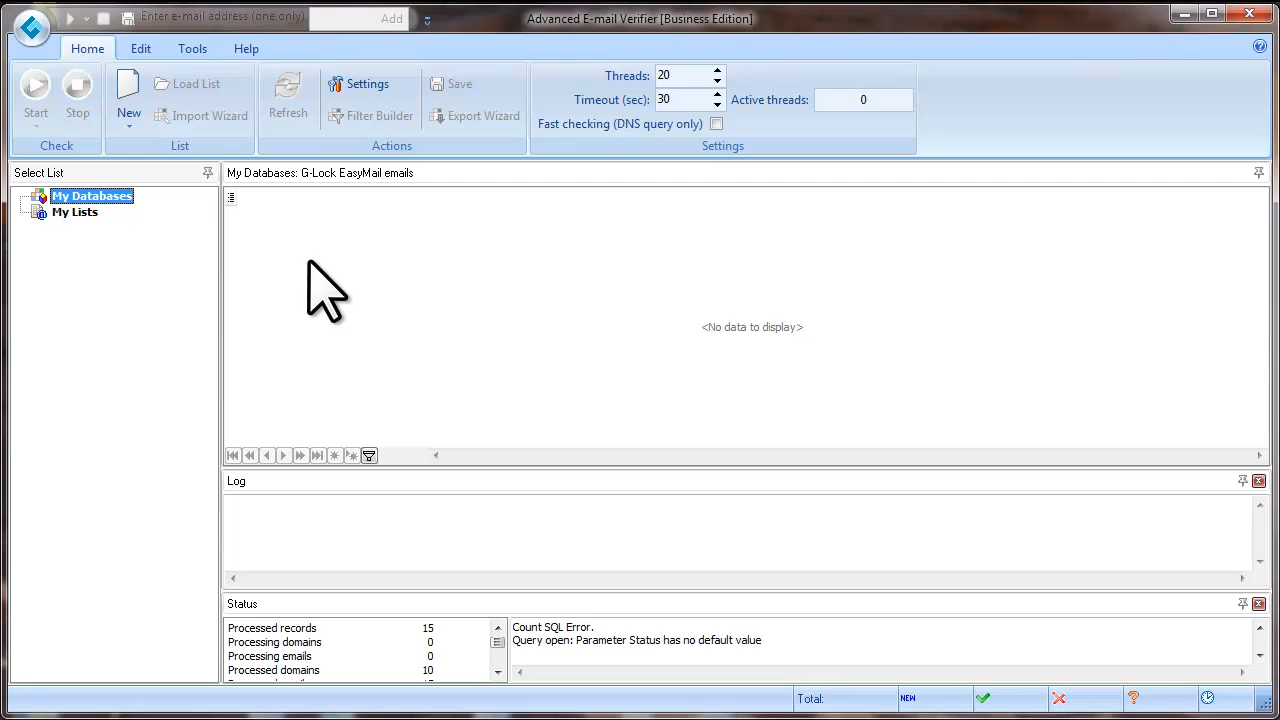 Enter e-mail address (one only)
Add
Advanced E-mail Verifier [Business Edition]
Home
Edit
Tools
Help
Start
Stop
Check
New
Load List
Import Wizard
List
Refresh
Settings
Filter Builder
Save
Export Wizard
Actions
Threads: 20
Timeout (sec): 30
Active threads: 0
Fast checking (DNS query only)
Settings
Select List
My Databases
My Lists
My Databases: G-Lock EasyMail emails
<No data to display>
Log
Status
Processed records 15
Processing domains 0
Processing emails 0
Processed domains 10
Count SQL Error.
Query open: Parameter Status has no default value
Total:
NEW